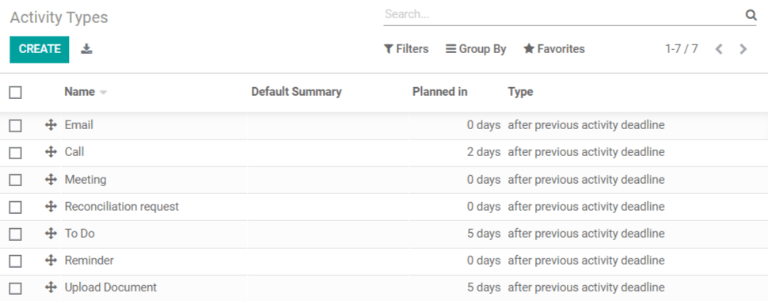 Activity Types
Search...
CREATE
Filters Group By Favorites 1-7 / 7
Name Default Summary Planned in Type
Email 0 days after previous activity deadline
Call 2 days after previous activity deadline
Meeting 0 days after previous activity deadline
Reconciliation request 0 days after previous activity deadline
To Do 5 days after previous activity deadline
Reminder 0 days after previous activity deadline
Upload Document 5 days after previous activity deadline